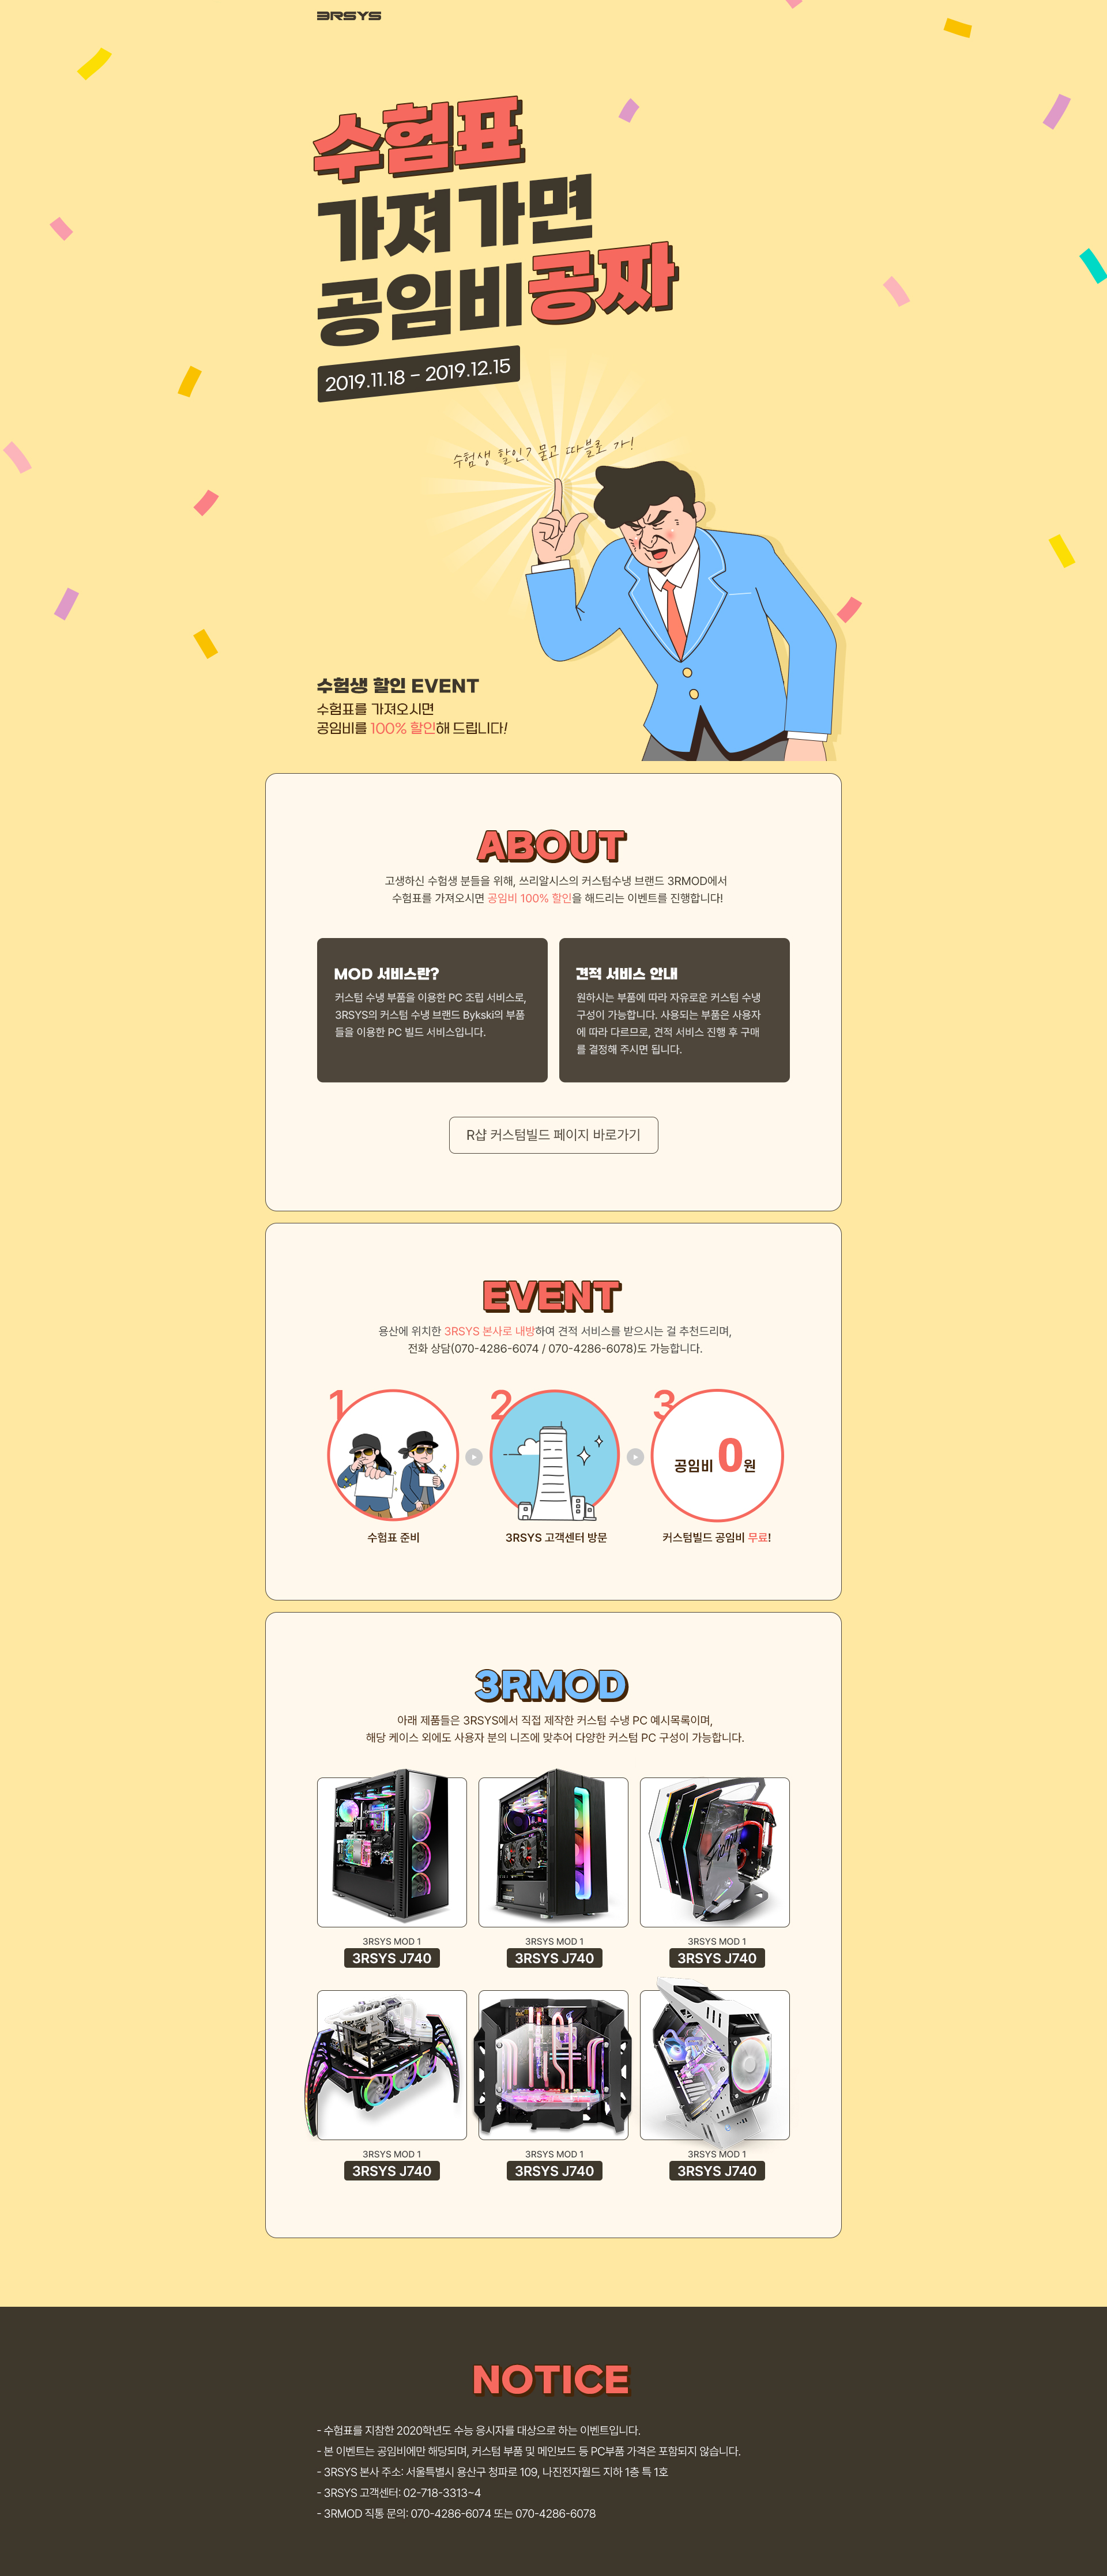 3RSYS
수험표
가져가면
공임비공짜
2019.11.18 - 2019.12.15
수험생 할인? 묻고 따블로 가!
수험생 할인 EVENT
수험표를 가져오시면
공임비를 100% 할인해 드립니다!
ABOUT
고생하신 수험생 분들을 위해, 쓰리알시스의 커스텀수냉 브랜드 3RMOD에서
수험표를 가져오시면 공임비 100% 할인을 해드리는 이벤트를 진행합니다!
MOD 서비스란?
커스텀 수냉 부품을 이용한 PC 조립 서비스로,
3RSYS의 커스텀 수냉 브랜드 Bykski의 부품
들을 이용한 PC 빌드 서비스입니다.
견적 서비스 안내
원하시는 부품에 따라 자유로운 커스텀 수냉
구성이 가능합니다. 사용되는 부품은 사용자
에 따라 다르므로, 견적 서비스 진행 후 구매
를 결정해 주시면 됩니다.
R샵 커스텀빌드 페이지 바로가기
EVENT
용산에 위치한 3RSYS 본사로 내방하여 견적 서비스를 받으시는 걸 추천드리며,
전화 상담(070-4286-6074 / 070-4286-6078)도 가능합니다.
1
수험표 준비
2
3RSYS 고객센터 방문
3
공임비 0원
커스텀빌드 공임비 무료!
3RMOD
아래 제품들은 3RSYS에서 직접 제작한 커스텀 수냉 PC 예시목록이며,
해당 케이스 외에도 사용자 분의 니즈에 맞추어 다양한 커스텀 PC 구성이 가능합니다.
3RSYS MOD 1
3RSYS J740
3RSYS MOD 1
3RSYS J740
3RSYS MOD 1
3RSYS J740
3RSYS MOD 1
3RSYS J740
3RSYS MOD 1
3RSYS J740
3RSYS MOD 1
3RSYS J740
NOTICE
- 수험표를 지참한 2020학년도 수능 응시자를 대상으로 하는 이벤트입니다.
- 본 이벤트는 공임비에만 해당되며, 커스텀 부품 및 메인보드 등 PC부품 가격은 포함되지 않습니다.
- 3RSYS 본사 주소: 서울특별시 용산구 청파로 109, 나진전자월드 지하 1층 특 1호
- 3RSYS 고객센터: 02-718-3313~4
- 3RMOD 직통 문의: 070-4286-6074 또는 070-4286-6078